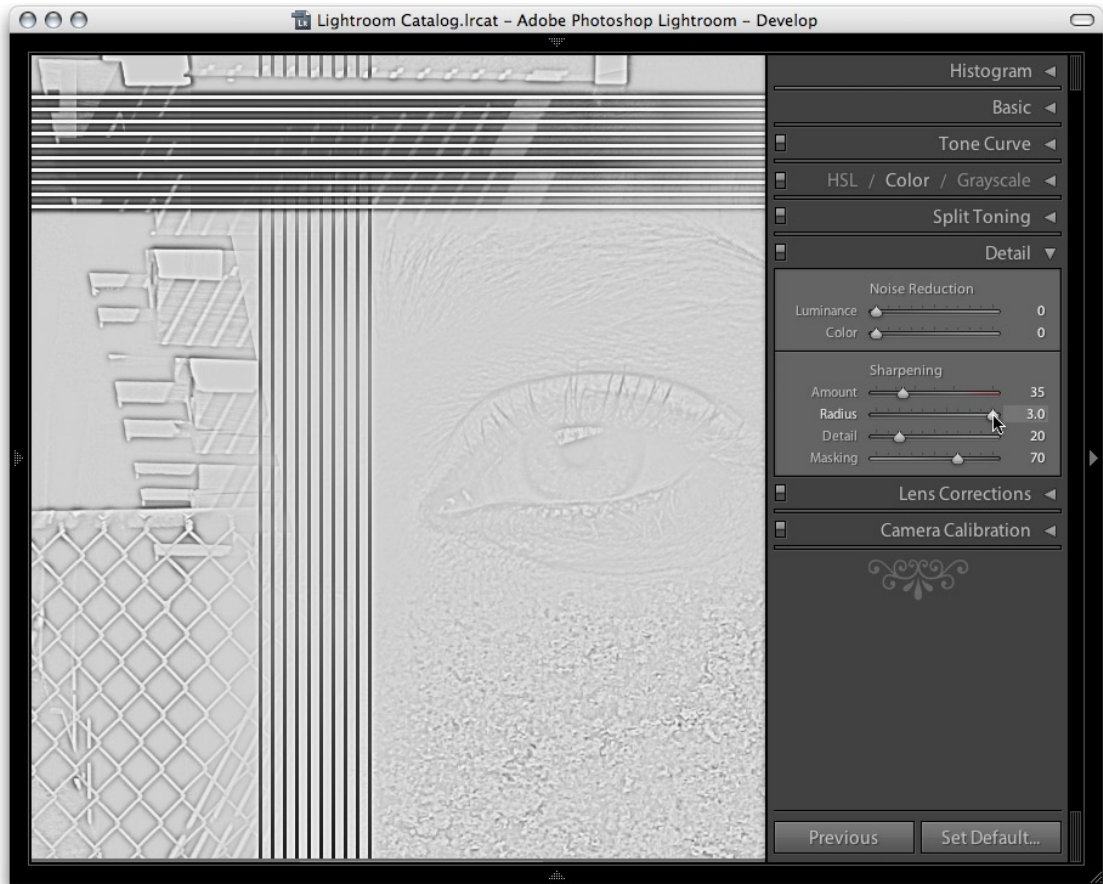 Lightroom Catalog.lrcat – Adobe Photoshop Lightroom – Develop
Histogram
Basic
Tone Curve
HSL / Color / Grayscale
Split Toning
Detail
Noise Reduction
Luminance 0
Color 0
Sharpening
Amount 35
Radius 3.0
Detail 20
Masking 70
Lens Corrections
Camera Calibration
Previous Set Default...